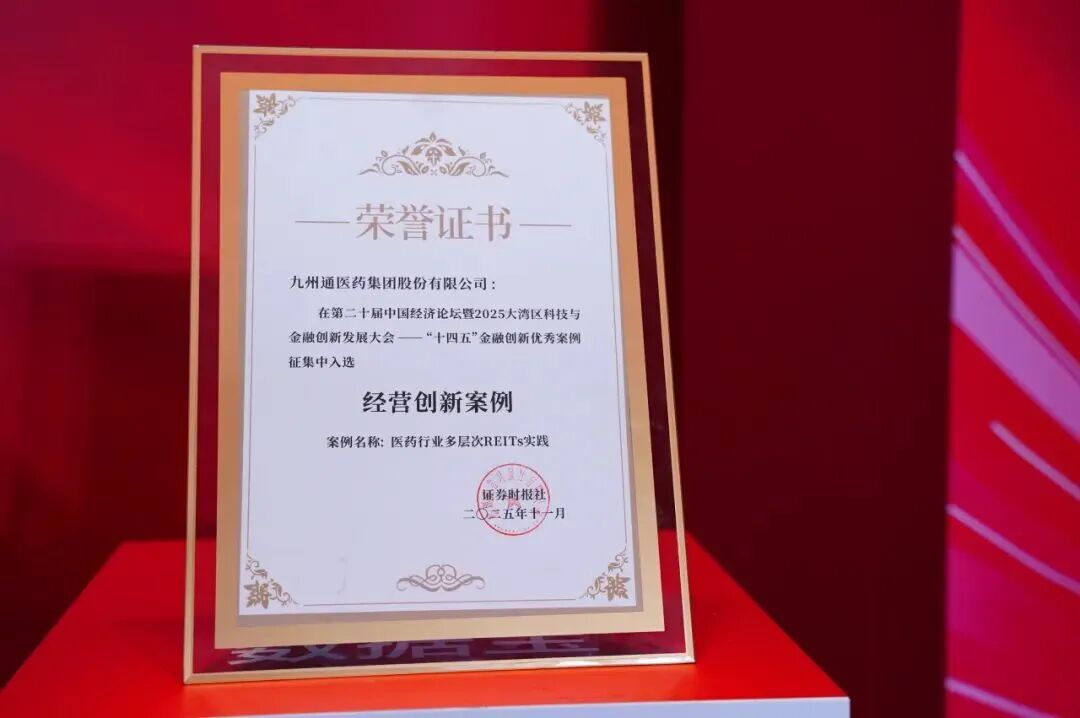 荣誉证书
九州通医药集团股份有限公司：
在第二十届中国经济论坛暨2025大湾区科技与
金融创新发展大会——“十四五”金融创新优秀案例
征集中入选
经营创新案例
案例名称: 医药行业多层次REITs实践
证券时报社
二〇二五年十一月
数据宝